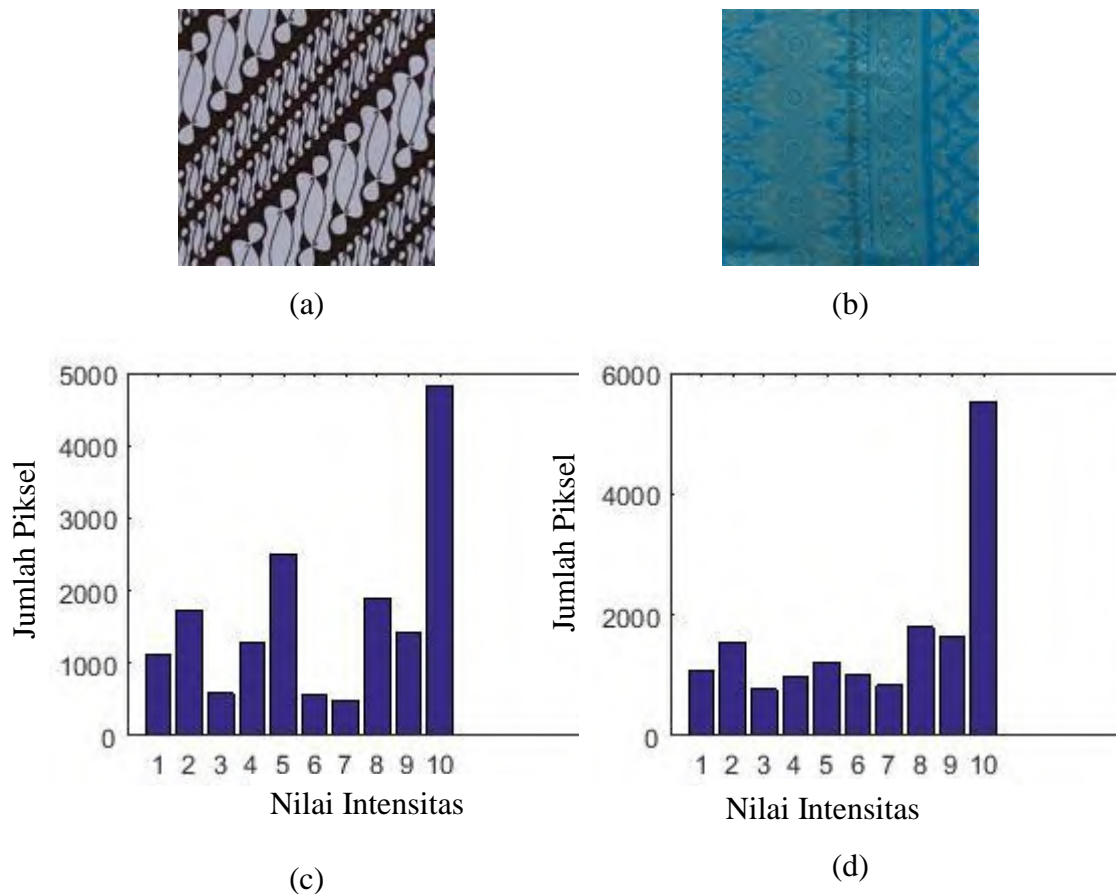 (a)
(b)
5000
4000
3000
2000
1000
0
Jumlah Piksel
1 2 3 4 5 6 7 8 9 10
Nilai Intensitas
(c)
6000
4000
2000
0
Jumlah Piksel
1 2 3 4 5 6 7 8 9 10
Nilai Intensitas
(d)